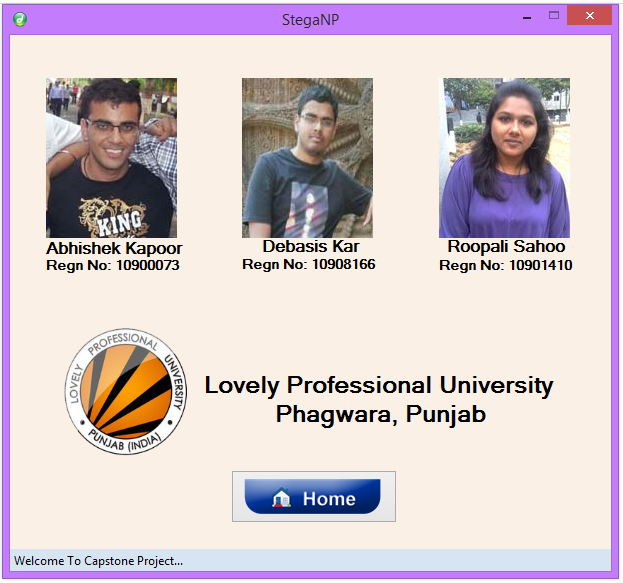 StegaNP
KING
Abhishek Kapoor
Regn No: 10900073
Debasis Kar
Regn No: 10908166
Roopali Sahoo
Regn No: 10901410
LOVELY PROFESSIONAL UNIVERSITY
PUNJAB (INDIA)
Lovely Professional University
Phagwara, Punjab
Home
Welcome To Capstone Project...